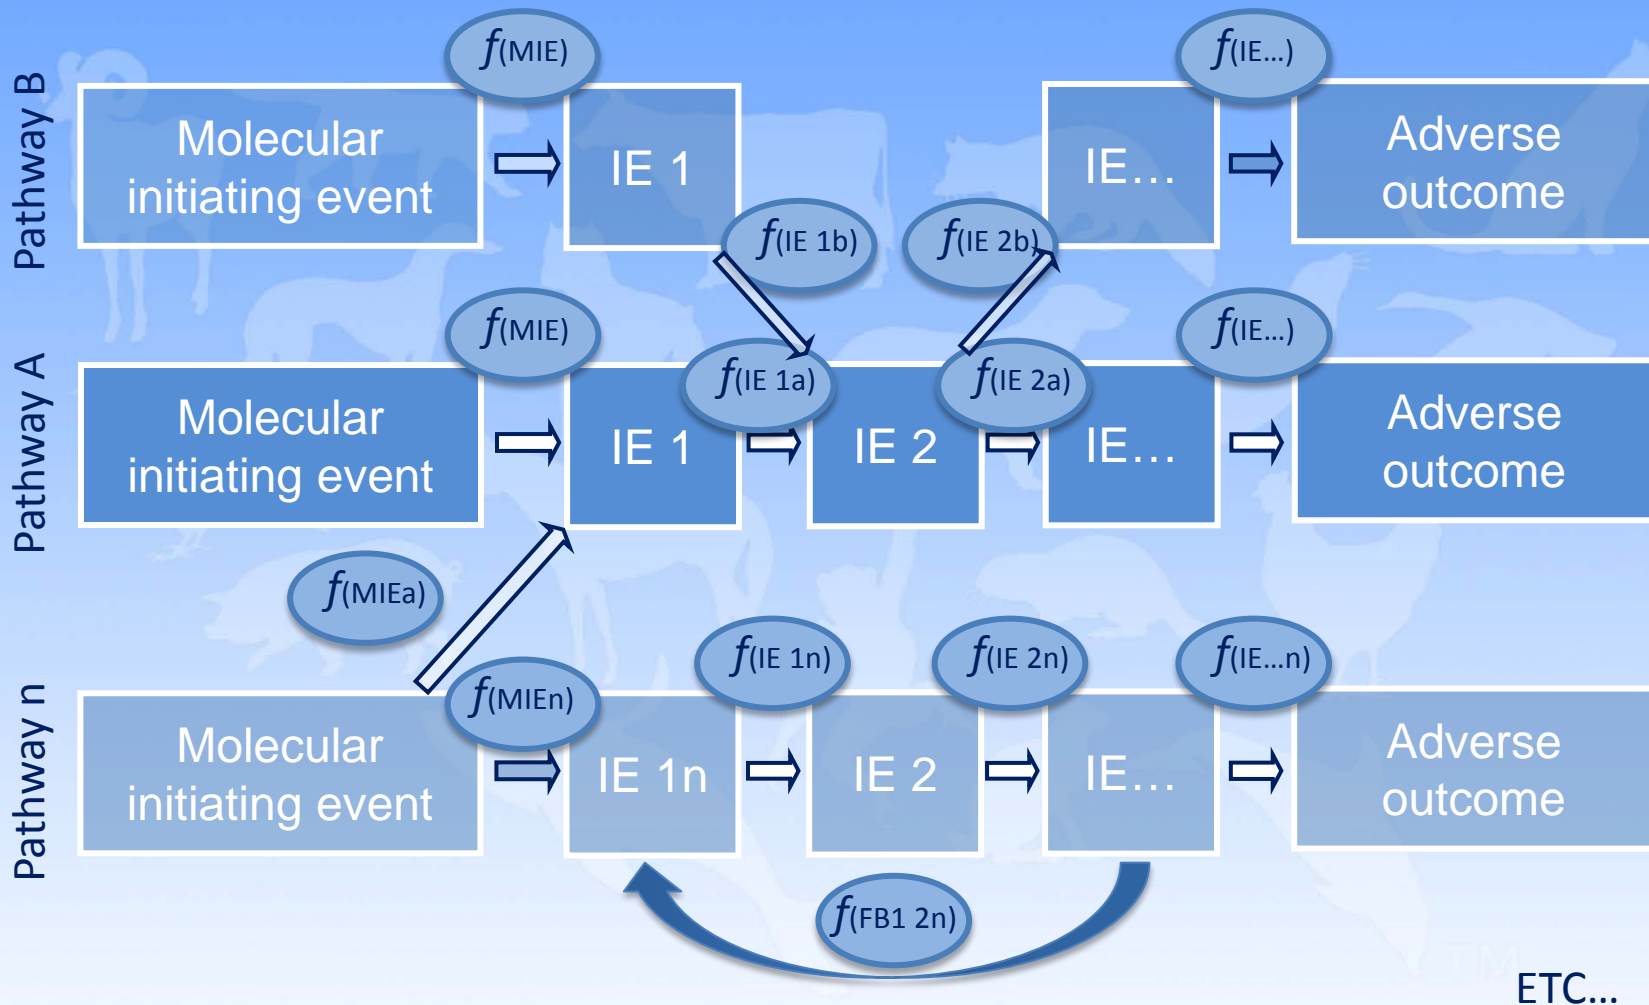 Pathway B
f(MIE)
f(IE...)
Molecular
initiating event
IE 1
IE...
Adverse
outcome
f(IE 1b)
f(IE 2b)
Pathway A
f(MIE)
f(IE...)
f(IE 1a)
f(IE 2a)
Molecular
initiating event
IE 1
IE 2
IE...
Adverse
outcome
f(MIEa)
Pathway n
f(MIEn)
f(IE 1n)
f(IE 2n)
f(IE...n)
Molecular
initiating event
IE 1n
IE 2
IE...
Adverse
outcome
f(FB1 2n)
TM
ETC...